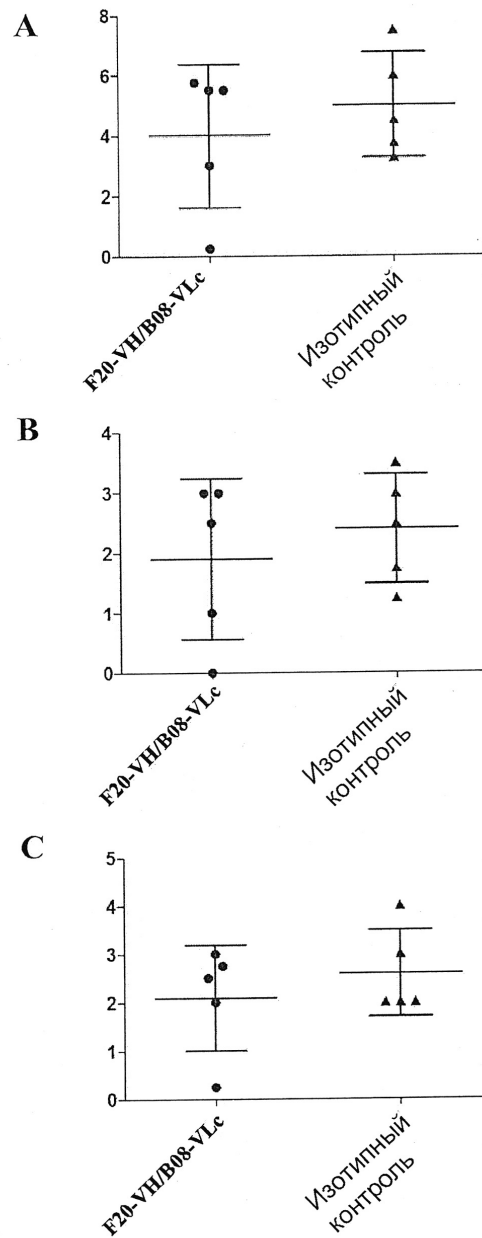 A
8
6
4
2
0
F20-VH/B08-VLc
Изотипный
контроль
B
4
3
2
1
0
F20-VH/B08-VLc
Изотипный
контроль
C
5
4
3
2
1
0
F20-VH/B08-VLc
Изотипный
контроль